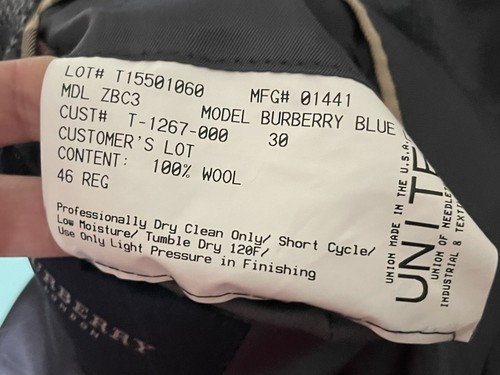 LOT# T15501060 MFG# 01441
MDL ZBC3 MODEL BURBERRY BLUE
CUST# T-1267-000 30
CUSTOMER'S LOT
CONTENT: 100% WOOL
46 REG
Professionally Dry Clean Only/ Short Cycle/
Low Moisture/ Tumble Dry 120F/
Use Only Light Pressure in Finishing
UNION MADE IN THE U.S.A.
UNITE
UNION OF NEEDLE
INDUSTRIAL & TEXTI
URBERRY
LONDON